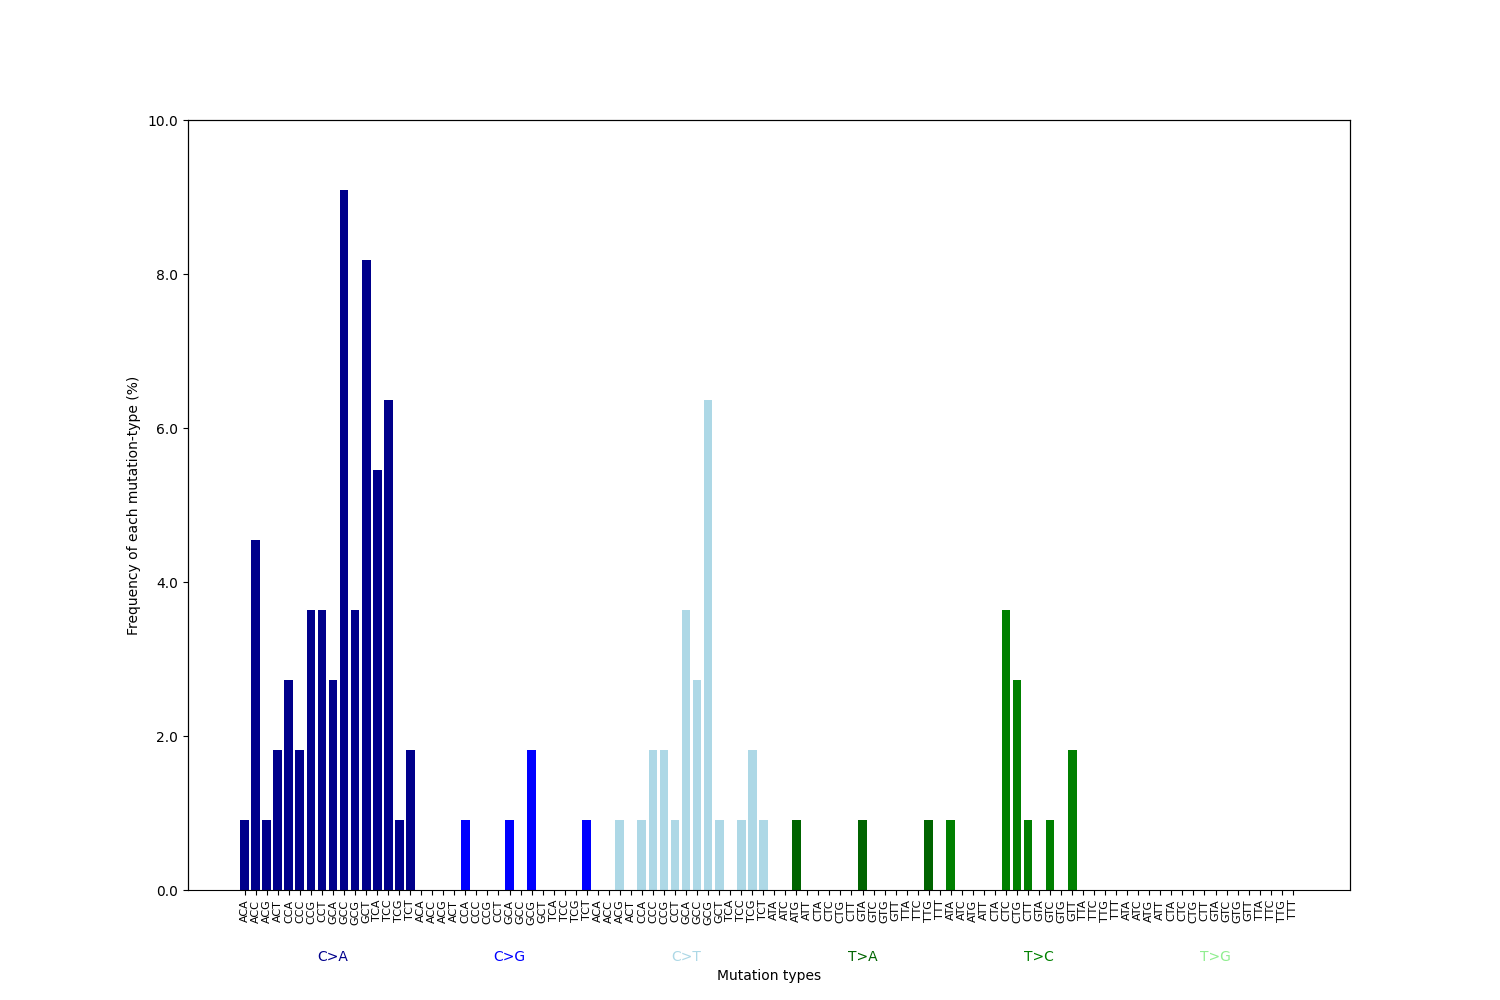 10.0
8.0
6.0
4.0
2.0
0.0
Frequency of each mutation-type (%)
ACA ACC ACG ACT CCA CCC CCG CCT GCA GCC GCG GCT TCA TCC TCG TCT ACA ACC ACG ACT CCA CCC CCG CCT GCA GCC GCG GCT TCA TCC TCG TCT ACA ACC ACG ACT CCA CCC CCG CCT GCA GCC GCG GCT TCA TCC TCG TCT ATA ATC ATG ATT CTA CTC CTG CTT GTA GTC GTG GTT TTA TTC TTG TTT ATA ATC ATG ATT CTA CTC CTG CTT GTA GTC GTG GTT TTA TTC TTG TTT ATA ATC ATG ATT CTA CTC CTG CTT GTA GTC GTG GTT TTA TTC TTG TTT
C>A C>G C>T T>A T>C T>G
Mutation types